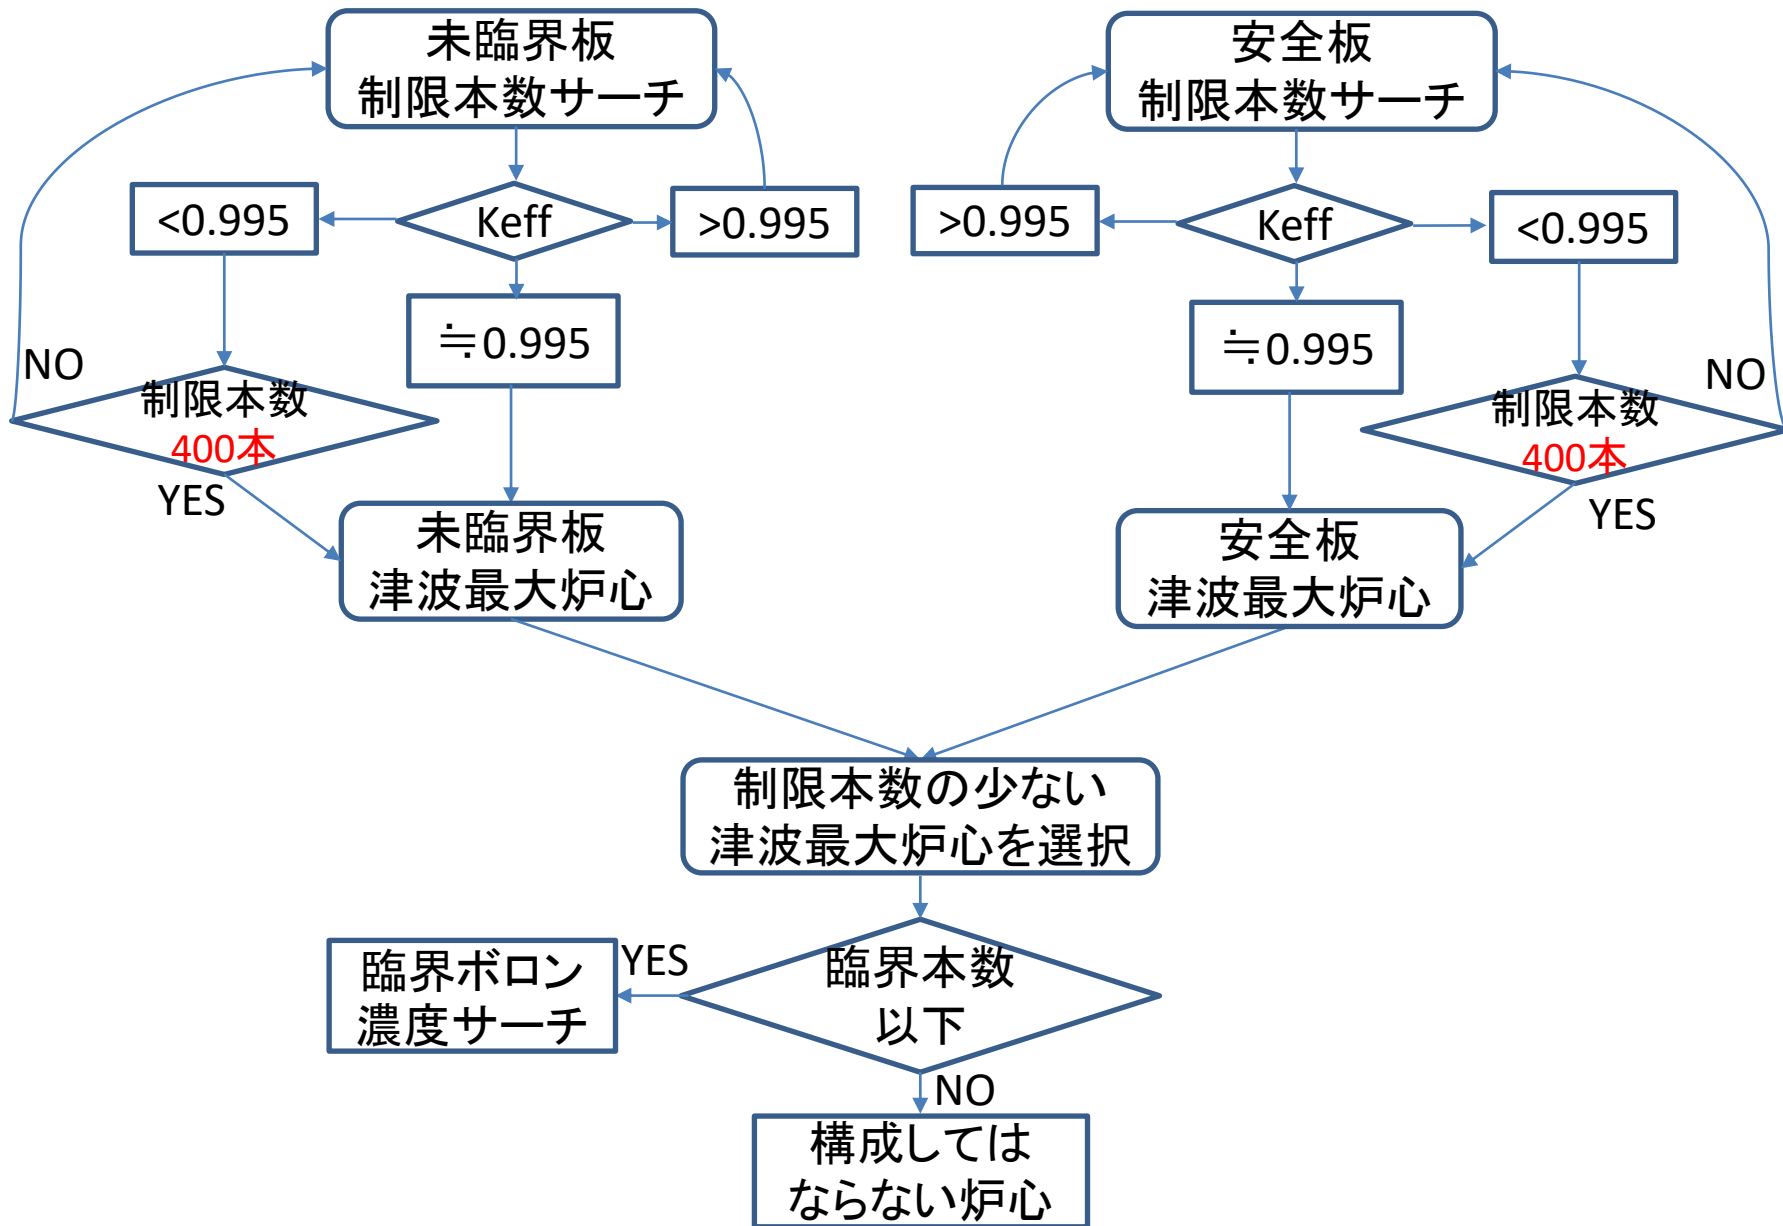 未臨界板
制限本数サーチ
<0.995
Keff
>0.995
≒0.995
NO
制限本数
400本
YES
未臨界板
津波最大炉心
安全板
制限本数サーチ
>0.995
Keff
<0.995
≒0.995
NO
制限本数
400本
YES
安全板
津波最大炉心
制限本数の少ない
津波最大炉心を選択
臨界本数
以下
YES
臨界ボロン
濃度サーチ
NO
構成しては
ならない炉心